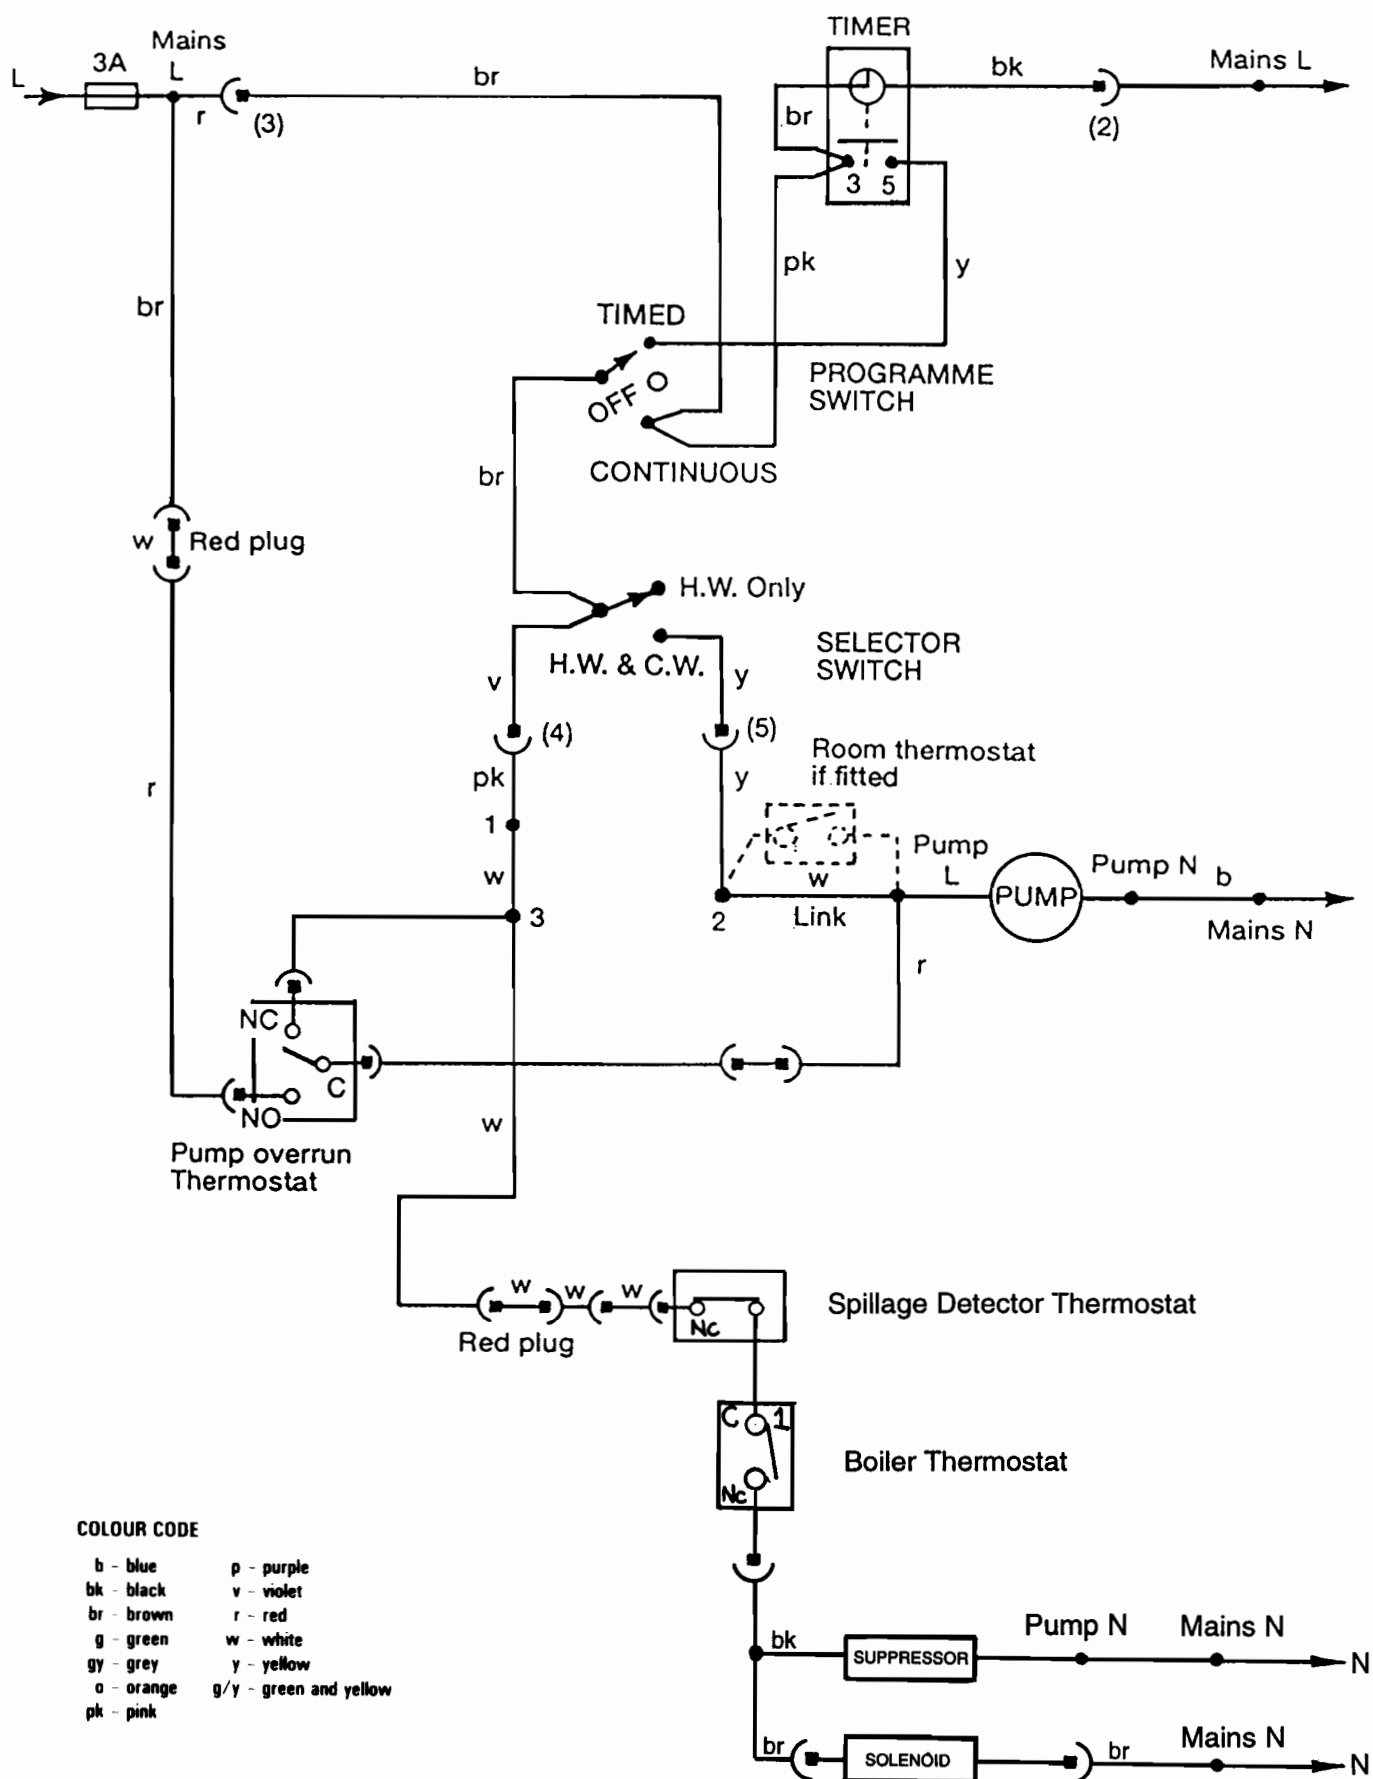 TIMER
Mains
L
3A
L
r
(3)
br
bk
Mains L
(2)
br
3 5
pk
y
br
TIMED
OFF O
PROGRAMME
SWITCH
CONTINUOUS
br
w
Red plug
H.W. Only
H.W. & C.W.
SELECTOR
SWITCH
v
y
(4)
(5)
pk
y
Room thermostat
if fitted
r
1
w
w
Pump
L
PUMP
Pump N
b
Mains N
3
2
Link
r
NC
C
NO
w
Pump overrun
Thermostat
w
w
w
Red plug
Nc
Spillage Detector Thermostat
C 1
Nc
Boiler Thermostat
COLOUR CODE
b - blue
p - purple
bk - black
v - violet
br - brown
r - red
g - green
w - white
gy - grey
y - yellow
o - orange
g/y - green and yellow
pk - pink
bk
SUPPRESSOR
Pump N
Mains N
N
br
SOLENOID
br
Mains N
N